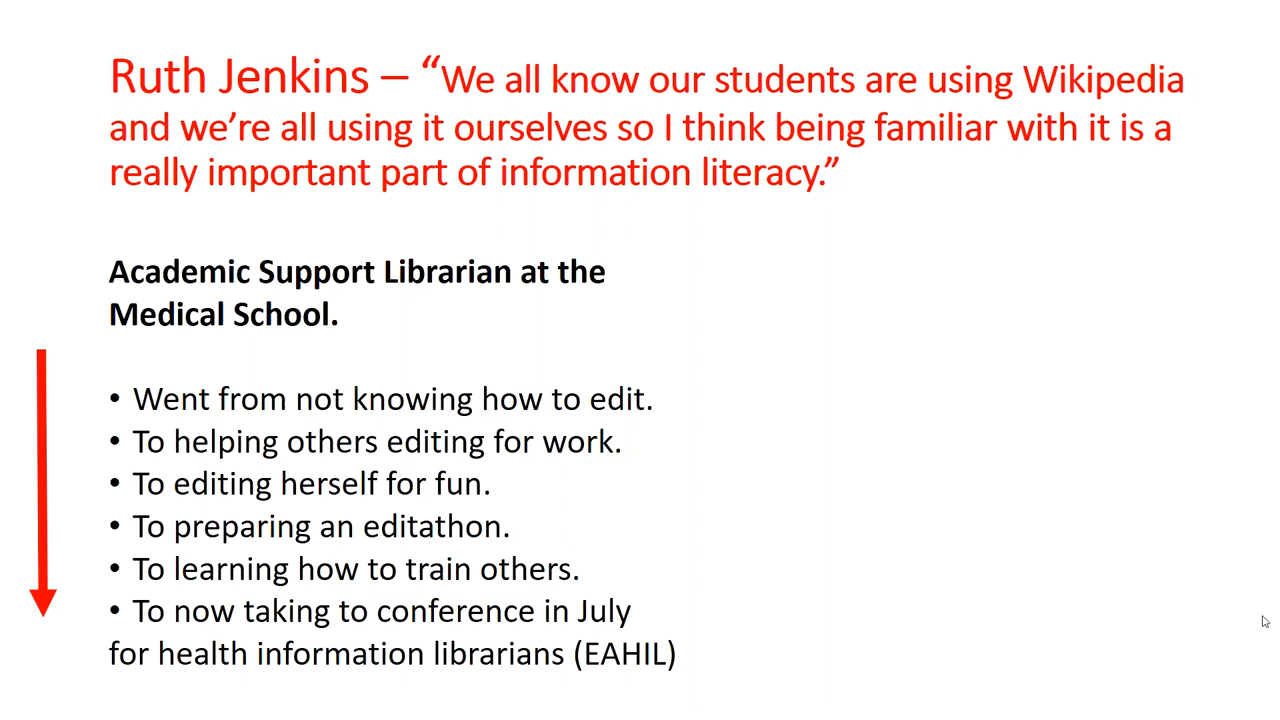 Ruth Jenkins – “We all know our students are using Wikipedia
and we’re all using it ourselves so I think being familiar with it is a
really important part of information literacy.”
Academic Support Librarian at the
Medical School.
• Went from not knowing how to edit.
• To helping others editing for work.
• To editing herself for fun.
• To preparing an editathon.
• To learning how to train others.
• To now taking to conference in July
for health information librarians (EAHIL)